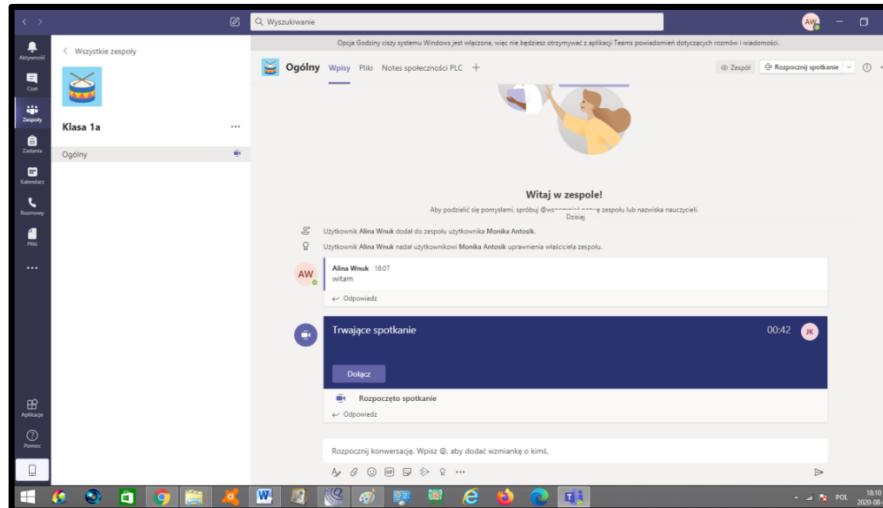 Wyszukiwanie
AW
Opcja Godziny ciszy systemu Windows jest włączona, więc nie będziesz otrzymywać z aplikacji Teams powiadomień dotyczących rozmów i wiadomości.
Aktywność
Czat
Zespoły
Zadania
Kalendarz
Rozmowy
Pliki
Aplikacje
Pomoc
Wszystkie zespoły
Klasa 1a
Ogólny
Ogólny Wpisy Pliki Notes społeczności PLC
Zespół Rozpocznij spotkanie
Witaj w zespole!
Aby podzielić się pomysłami, spróbuj zespołu lub nazwiska nauczycieli.
Dzisiaj
Użytkownik Alina Wnuk dodał do zespołu użytkownika Monika Antosik.
Użytkownik Alina Wnuk nadał użytkownikowi Monika Antosik uprawnienia właściciela zespołu.
AW
Alina Wnuk 18:07
witam
Odpowiedz
Trwające spotkanie 00:42 JK
Dołącz
Rozpoczęto spotkanie
Odpowiedz
Rozpocznij konwersację. Wpisz @, aby dodać wzmiankę o kimś.
GIF
POL 18:10